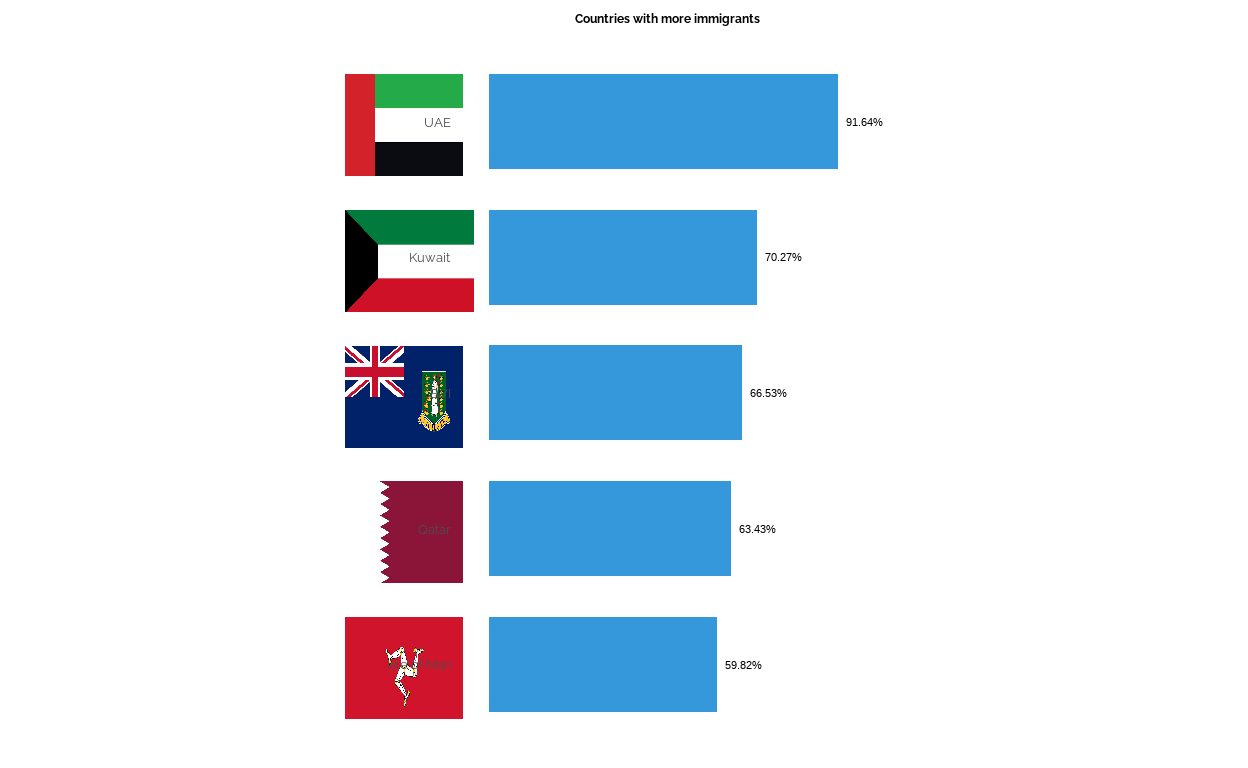 Countries with more immigrants
UAE
91.64%
Kuwait
70.27%
66.53%
Qatar
63.43%
59.82%